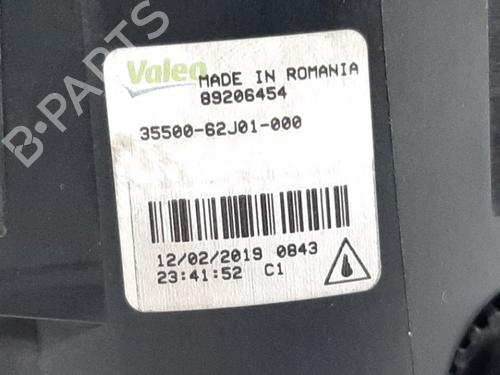 Valeo MADE IN ROMANIA
89206454
35500-62J01-000
12/02/2019 0843
23:41:52 C1
B-PARTS